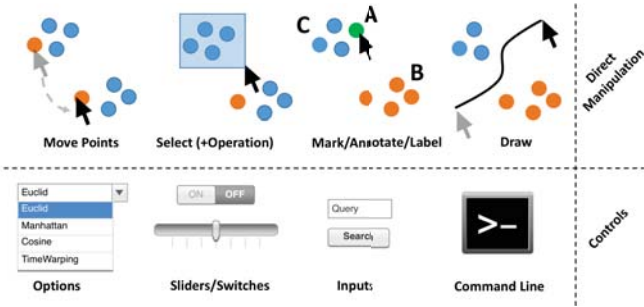 C
A
B
Move Points
Select (+Operation)
Mark/Annotate/Label
Draw
Direct
Manipulation
Euclid
Euclid
Manhattan
Cosine
TimeWarping
ON
OFF
Query
Search
>-
Options
Sliders/Switches
Inputs
Command Line
Controls